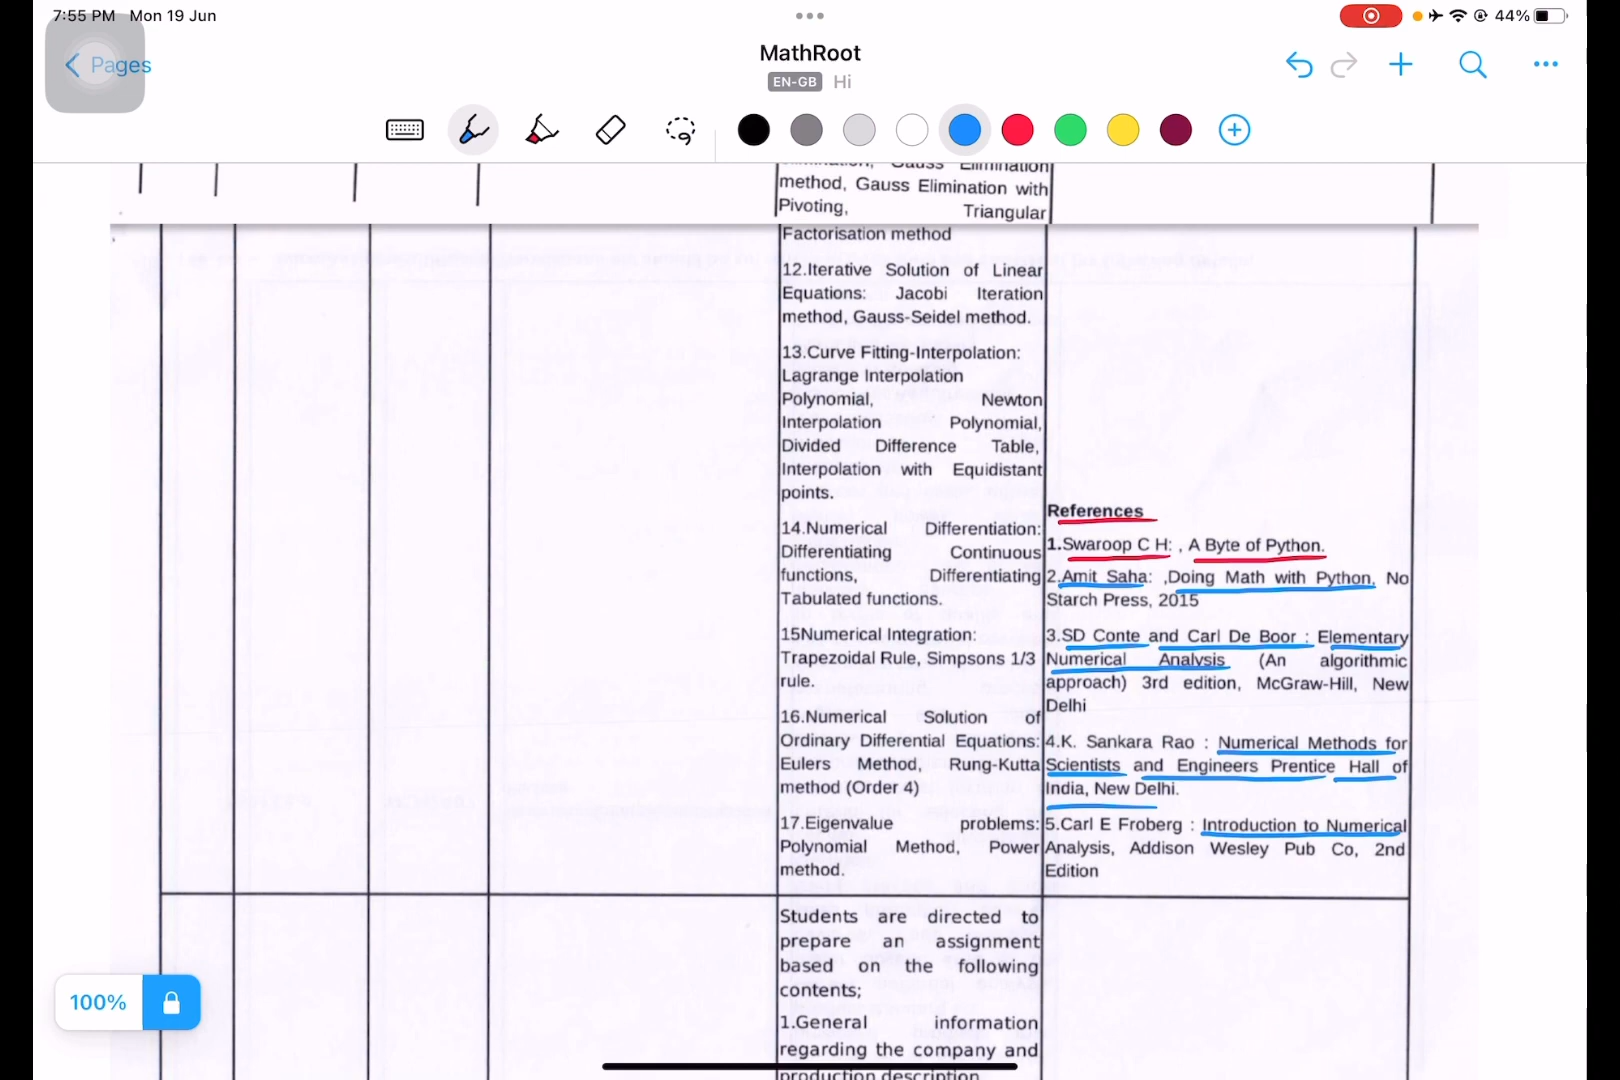 7:55 PM Mon 19 Jun
44%
Pages
MathRoot
EN-GB Hi
Elimination
method, Gauss Elimination with
Pivoting, Triangular
Factorisation method
12.Iterative Solution of Linear
Equations: Jacobi Iteration
method, Gauss-Seidel method.
13.Curve Fitting-Interpolation:
Lagrange Interpolation
Polynomial, Newton
Interpolation Polynomial,
Divided Difference Table,
Interpolation with Equidistant
points.
14.Numerical Differentiation:
Differentiating Continuous
functions, Differentiating
Tabulated functions.
15Numerical Integration:
Trapezoidal Rule, Simpsons 1/3
rule.
16.Numerical Solution of
Ordinary Differential Equations:
Eulers Method, Rung-Kutta
method (Order 4)
17.Eigenvalue problems:
Polynomial Method, Power
method.
References
1.Swaroop C H: , A Byte of Python.
2.Amit Saha: ,Doing Math with Python, No
Starch Press, 2015
3.SD Conte and Carl De Boor : Elementary
Numerical Analysis (An algorithmic
approach) 3rd edition, McGraw-Hill, New
Delhi
4.K. Sankara Rao : Numerical Methods for
Scientists and Engineers Prentice Hall of
India, New Delhi.
5.Carl E Froberg : Introduction to Numerical
Analysis, Addison Wesley Pub Co, 2nd
Edition
Students are directed to
prepare an assignment
based on the following
contents;
1.General information
regarding the company and
production description
100%